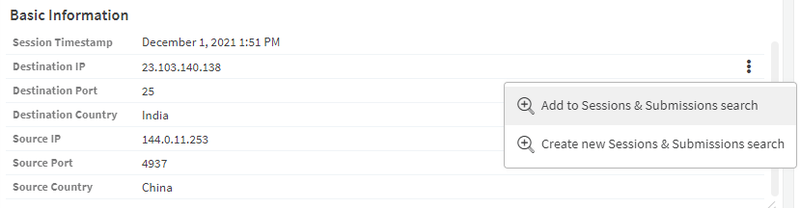 Basic Information
Session Timestamp December 1, 2021 1:51 PM
Destination IP 23.103.140.138
Destination Port 25
Add to Sessions & Submissions search
Destination Country India
Source IP 144.0.11.253
Create new Sessions & Submissions search
Source Port 4937
Source Country China